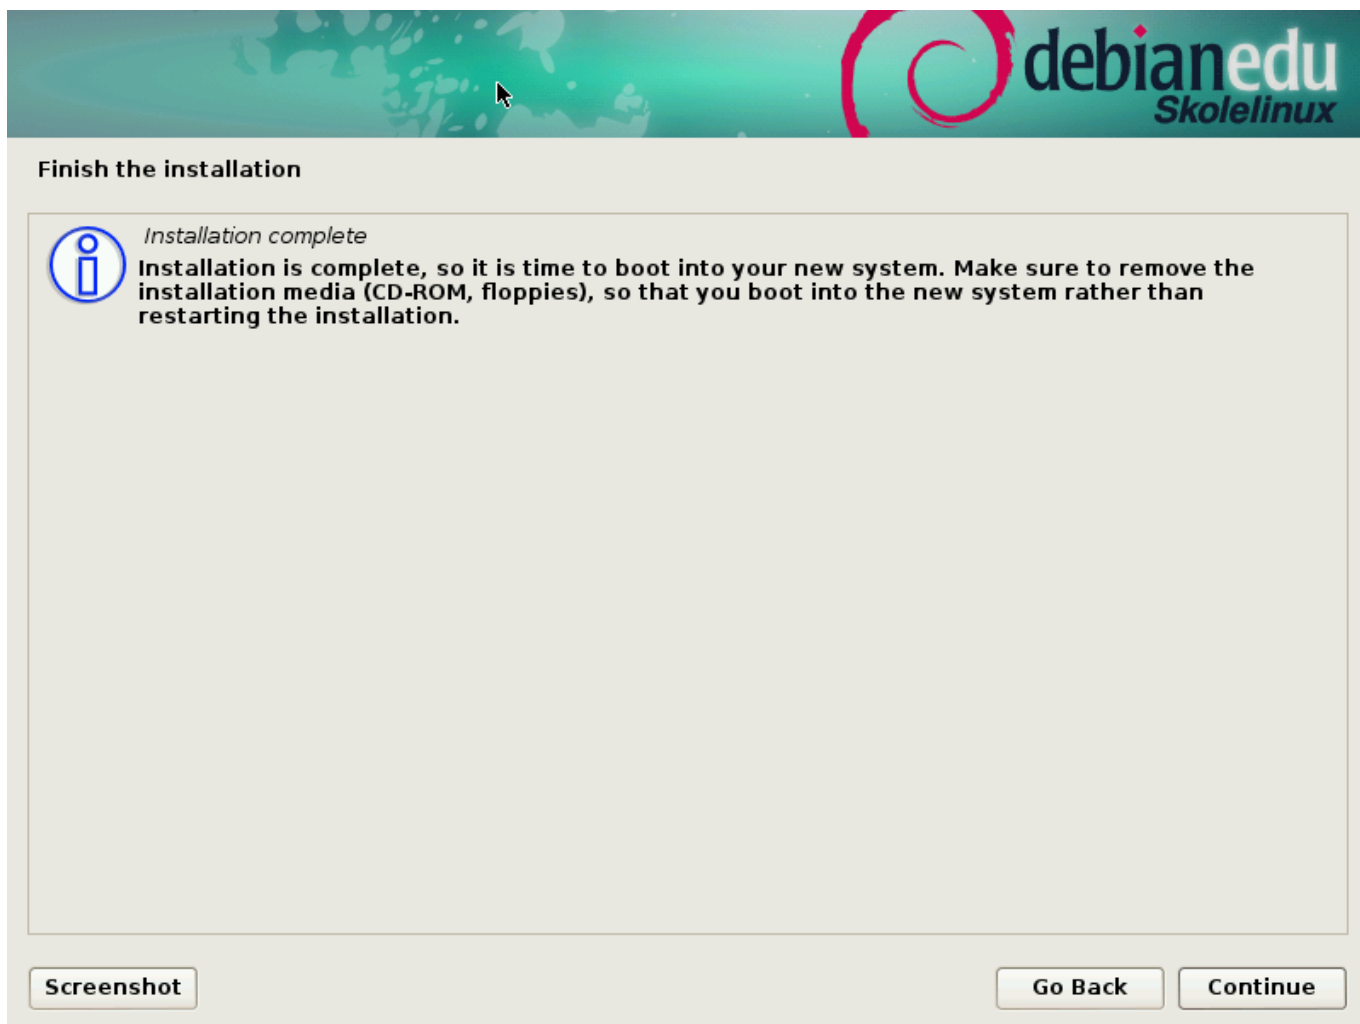 debianedu
Skolelinux
Finish the installation
Installation complete
Installation is complete, so it is time to boot into your new system. Make sure to remove the
installation media (CD-ROM, floppies), so that you boot into the new system rather than
restarting the installation.
Screenshot
Go Back
Continue